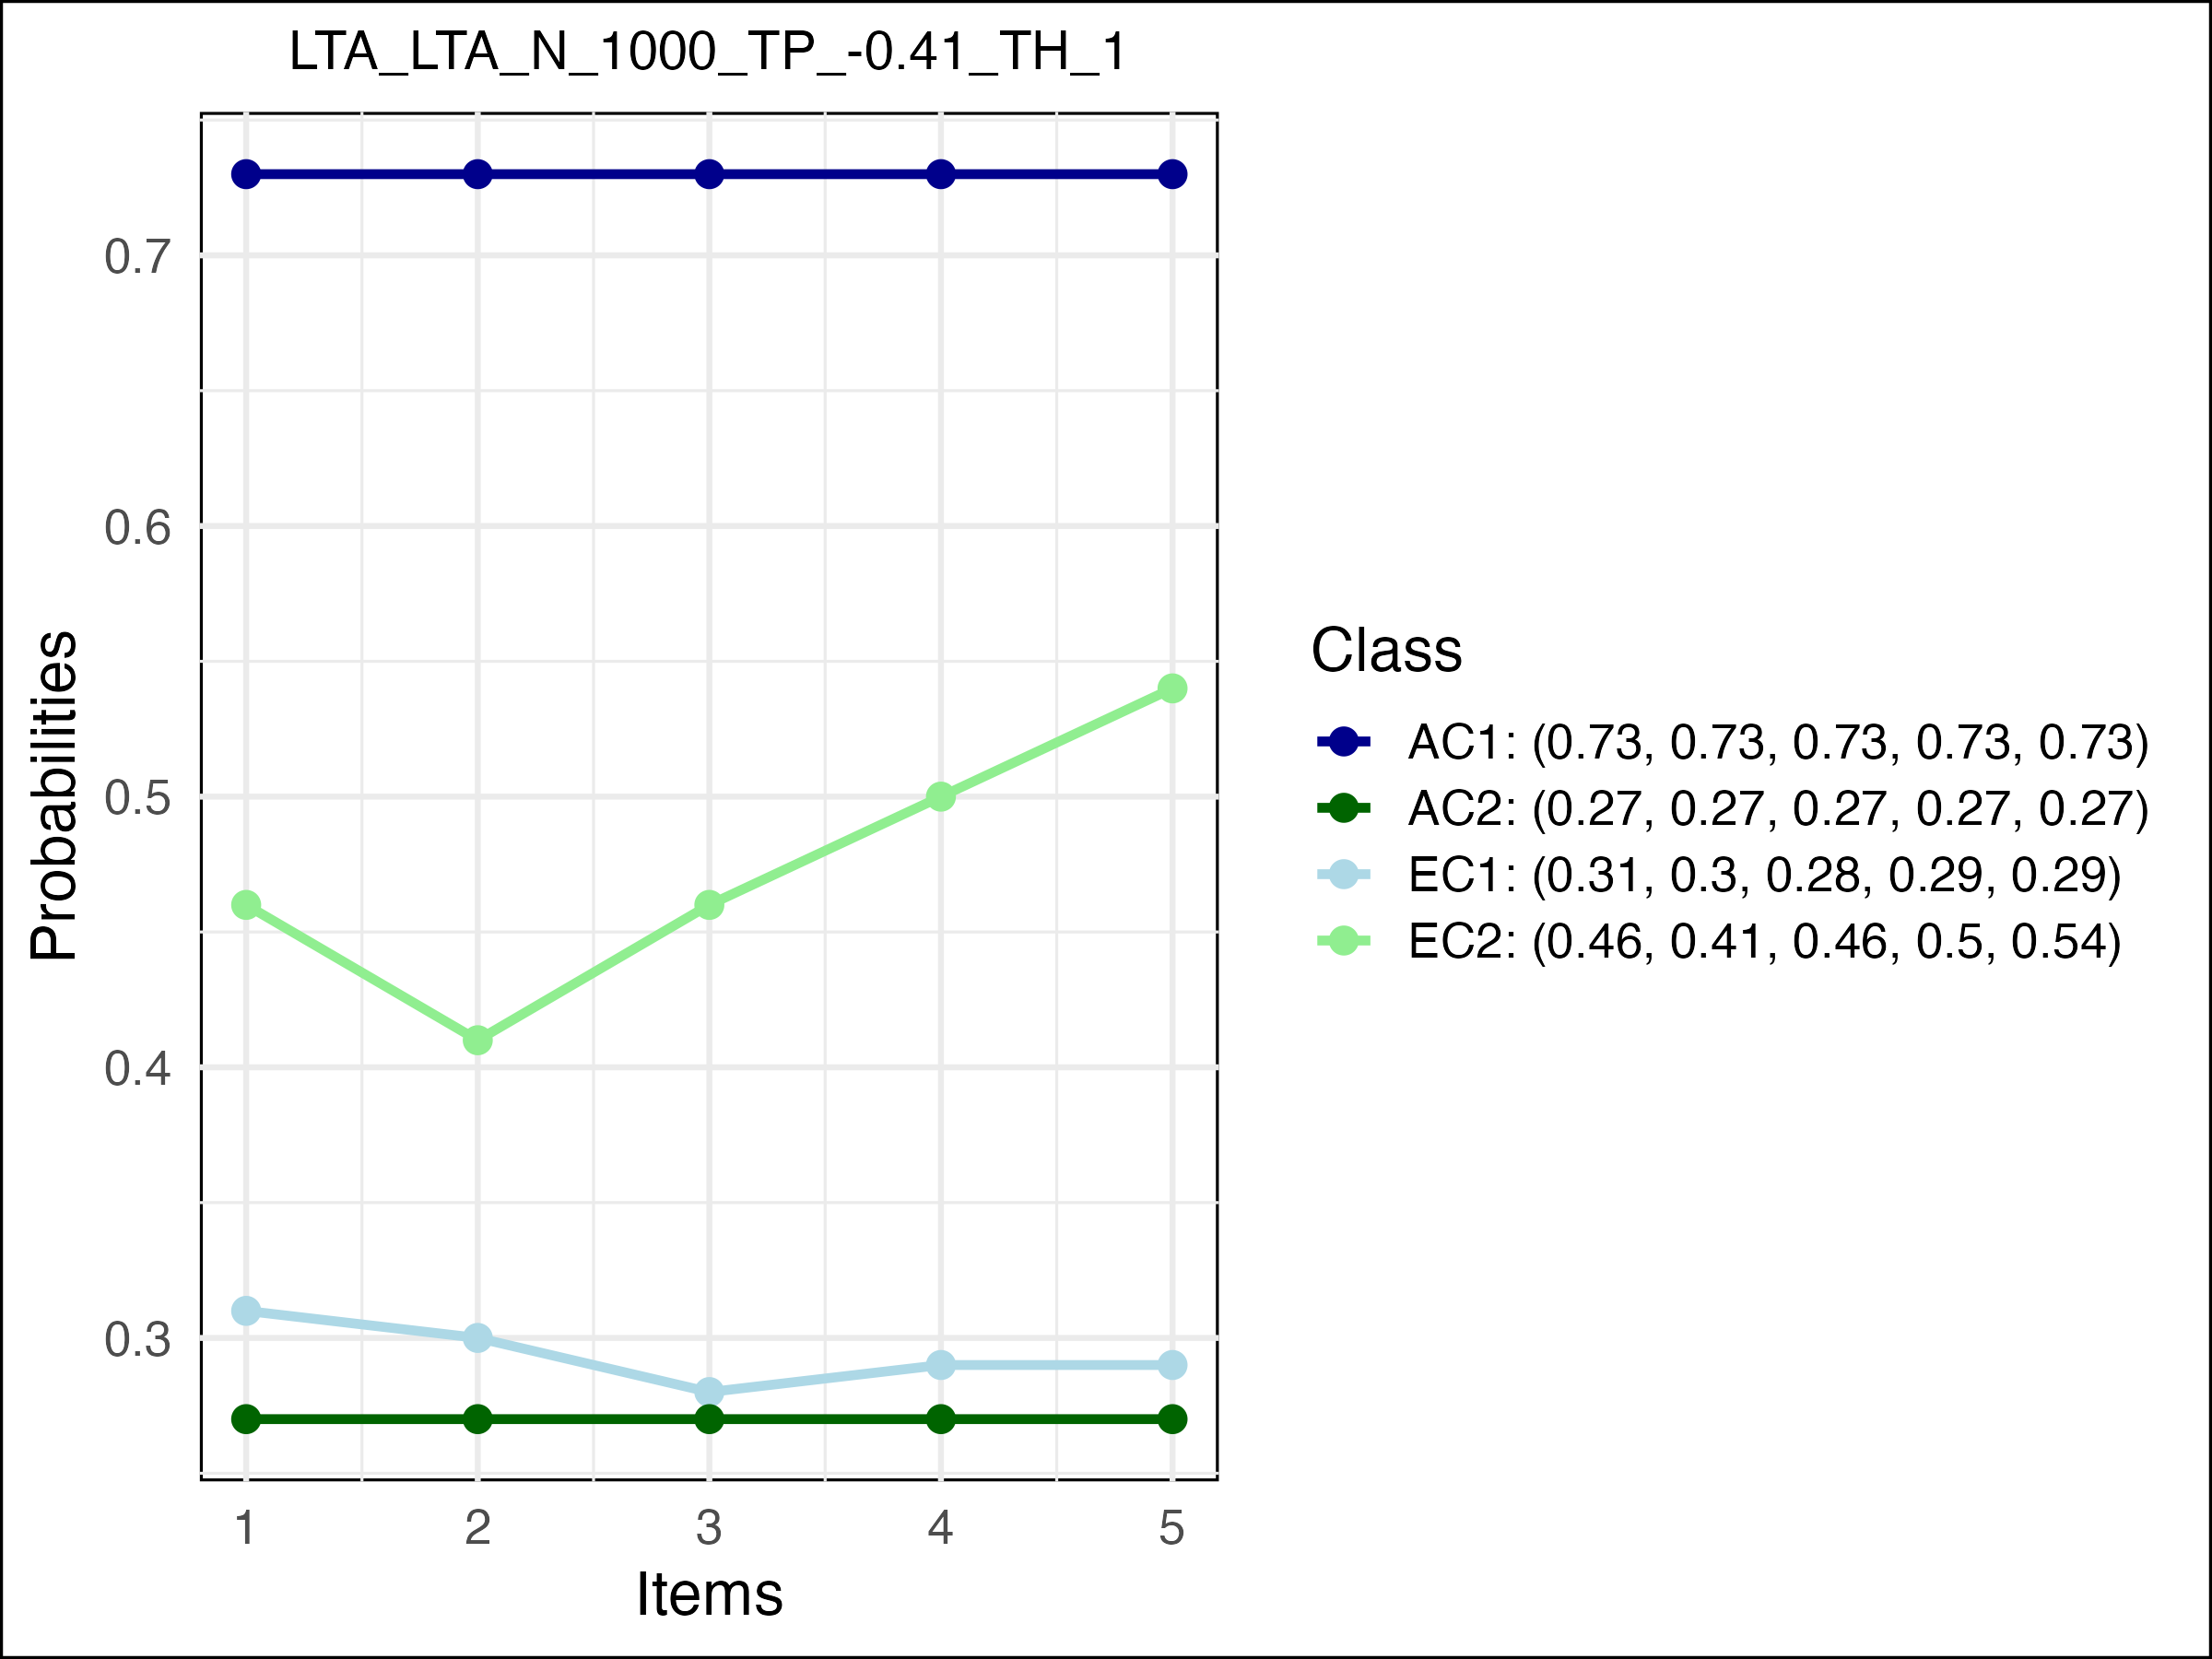 LTA_LTA_N_1000_TP_-0.41_TH_1
Probabilities
0.7
0.6
0.5
0.4
0.3
1 2 3 4 5
Items
Class
AC1: (0.73, 0.73, 0.73, 0.73, 0.73)
AC2: (0.27, 0.27, 0.27, 0.27, 0.27)
EC1: (0.31, 0.3, 0.28, 0.29, 0.29)
EC2: (0.46, 0.41, 0.46, 0.5, 0.54)